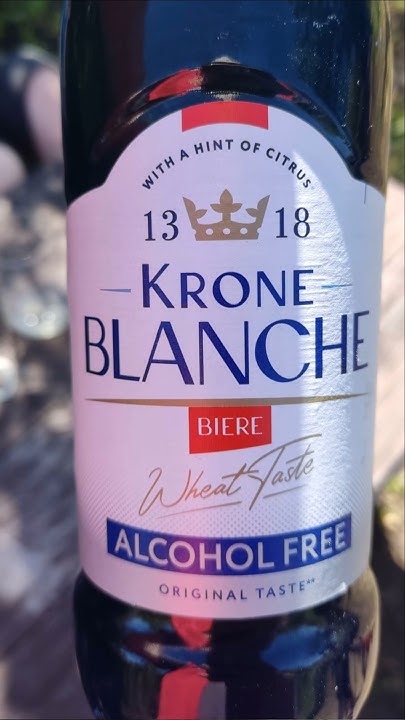 WITH A HINT OF CITRUS
13 18
KRONE
BLANCHE
BIERE
Wheat Taste
ALCOHOL FREE
ORIGINAL TASTE**